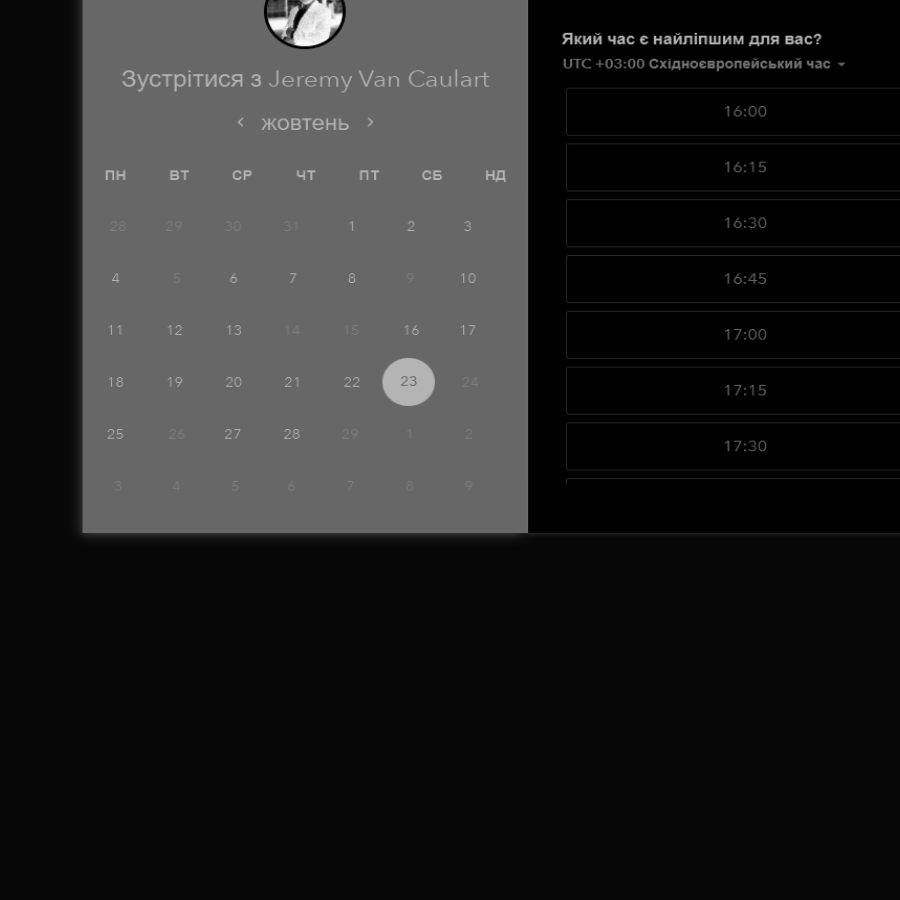 Зустрітися з Jeremy Van Caulart
жовтень
ПН ВТ СР ЧТ ПТ СБ НД
28 29 30 31 1 2 3
4 5 6 7 8 9 10
11 12 13 14 15 16 17
18 19 20 21 22 23 24
25 26 27 28 29 1 2
3 4 5 6 7 8 9
Який час є найліпшим для вас?
UTC +03:00 Східноєвропейський час
16:00
16:15
16:30
16:45
17:00
17:15
17:30